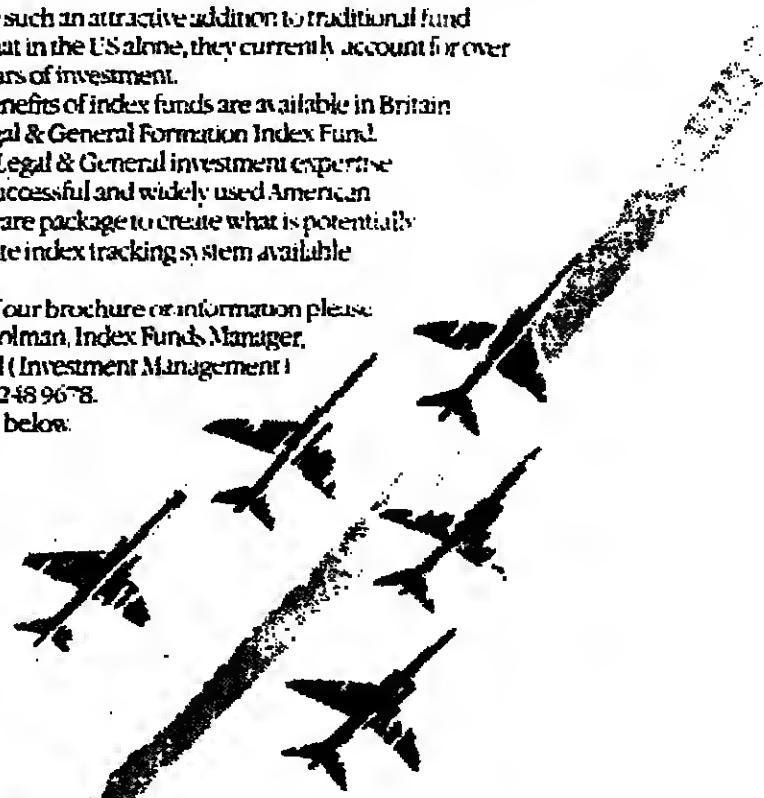 such an attractive addition to traditional fund
at in the US alone, they currently account for over
ars of investment.
nefits of index funds are available in Britain
gal & General Formation Index Fund.
Legal & General investment expertise
uccessful and widely used American
are package to create what is potentially
te index tracking system available
our brochure or information please
olman, Index Funds Manager,
l (Investment Management)
248 9678.
below.